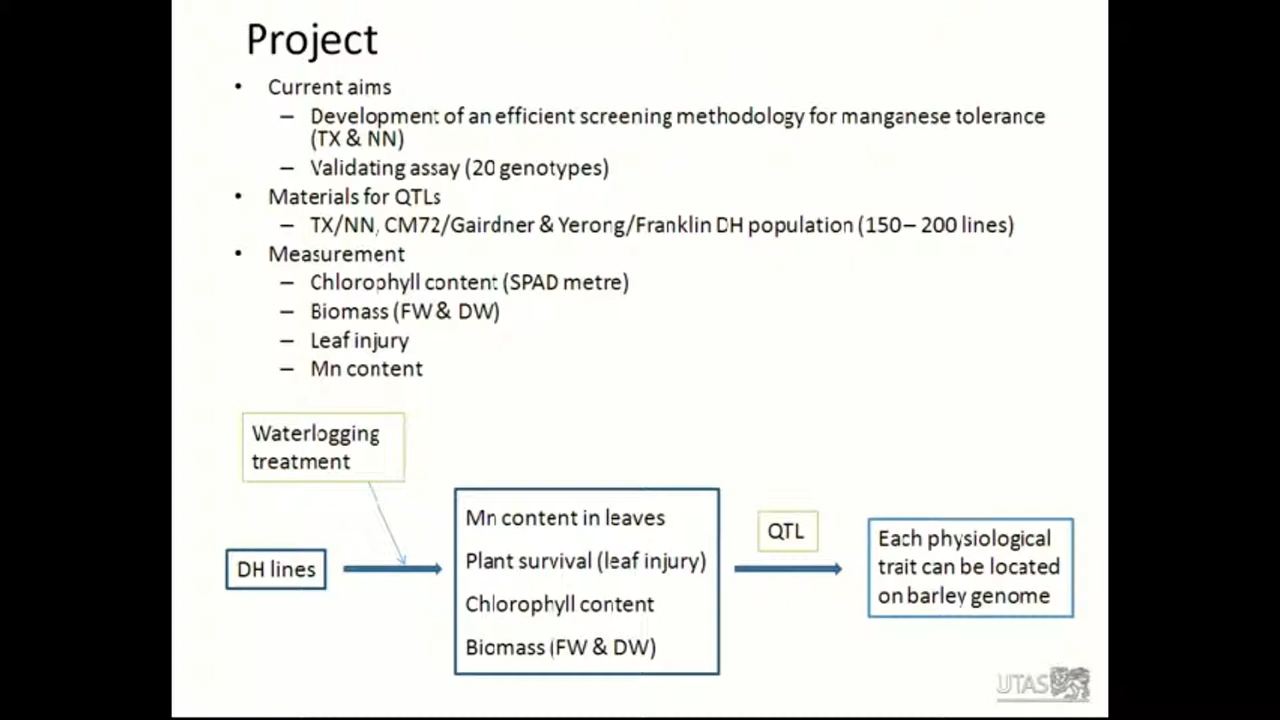 Project
• Current aims
– Development of an efficient screening methodology for manganese tolerance
(TX & NN)
– Validating assay (20 genotypes)
• Materials for QTLs
– TX/NN, CM72/Gairdner & Yerong/Franklin DH population (150 – 200 lines)
• Measurement
– Chlorophyll content (SPAD metre)
– Biomass (FW & DW)
– Leaf injury
– Mn content
Waterlogging
treatment
DH lines
Mn content in leaves
Plant survival (leaf injury)
Chlorophyll content
Biomass (FW & DW)
QTL
Each physiological
trait can be located
on barley genome
UTAS